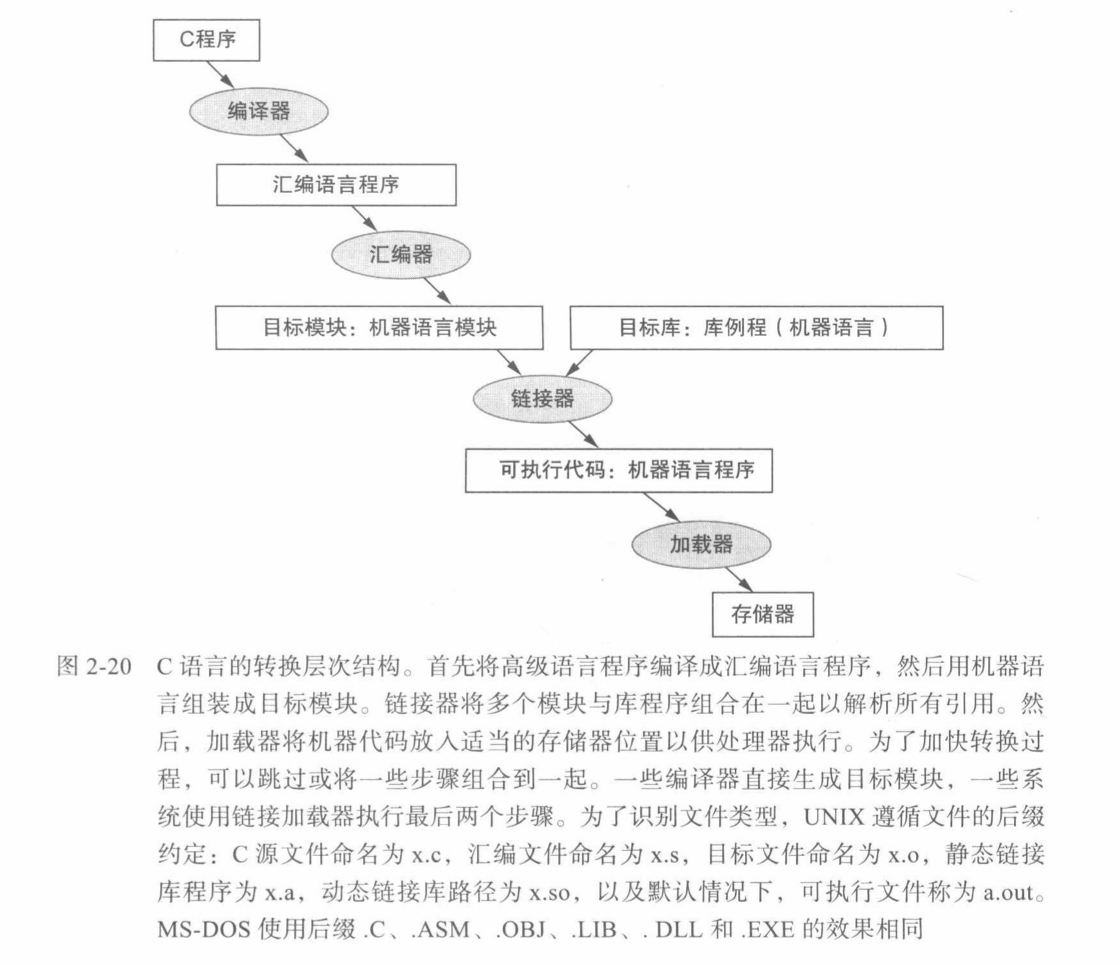 C程序
编译器
汇编语言程序
汇编器
目标模块：机器语言模块
目标库：库例程（机器语言）
链接器
可执行代码：机器语言程序
加载器
存储器
图 2-20 C 语言的转换层次结构。首先将高级语言程序编译成汇编语言程序，然后用机器语
言组装成目标模块。链接器将多个模块与库程序组合在一起以解析所有引用。然
后，加载器将机器代码放入适当的存储器位置以供处理器执行。为了加快转换过
程，可以跳过或将一些步骤组合到一起。一些编译器直接生成目标模块，一些系
统使用链接加载器执行最后两个步骤。为了识别文件类型，UNIX 遵循文件的后缀
约定：C 源文件命名为 x.c，汇编文件命名为 x.s，目标文件命名为 x.o，静态链接
库程序为 x.a，动态链接库路径为 x.so，以及默认情况下，可执行文件称为 a.out。
MS-DOS 使用后缀 .C、.ASM、.OBJ、.LIB、. DLL 和 .EXE 的效果相同